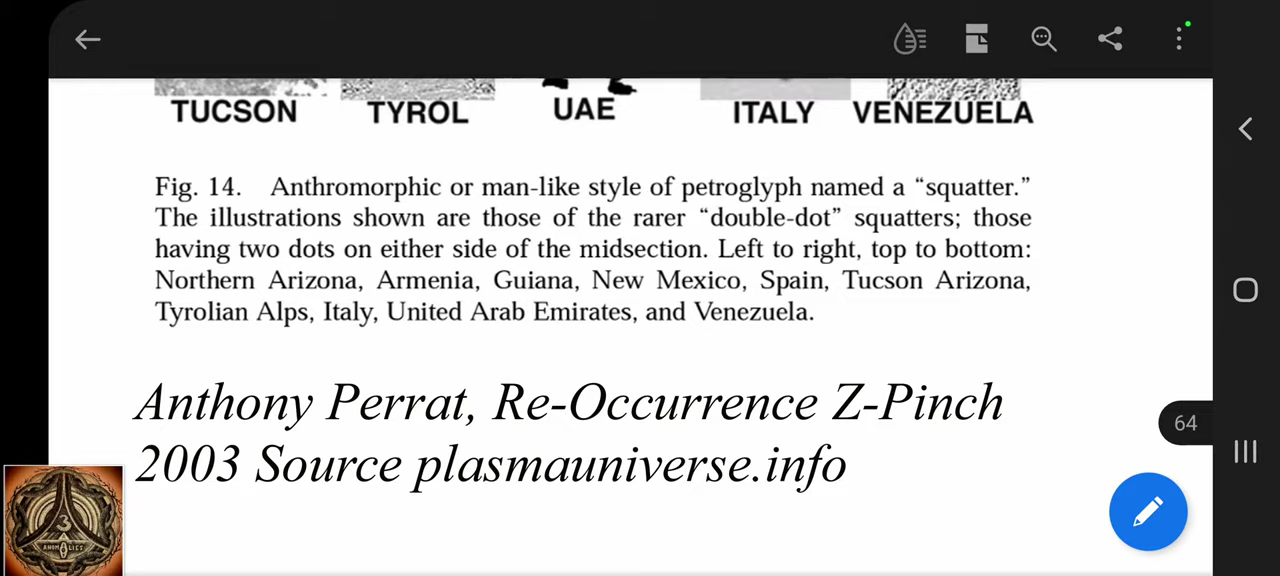 TUCSON TYROL UAE ITALY VENEZUELA
Fig. 14. Anthromorphic or man-like style of petroglyph named a “squatter.”
The illustrations shown are those of the rarer “double-dot” squatters; those
having two dots on either side of the midsection. Left to right, top to bottom:
Northern Arizona, Armenia, Guiana, New Mexico, Spain, Tucson Arizona,
Tyrolian Alps, Italy, United Arab Emirates, and Venezuela.
Anthony Perrat, Re-Occurrence Z-Pinch
2003 Source plasmauniverse.info
64
3
ANOMALIES